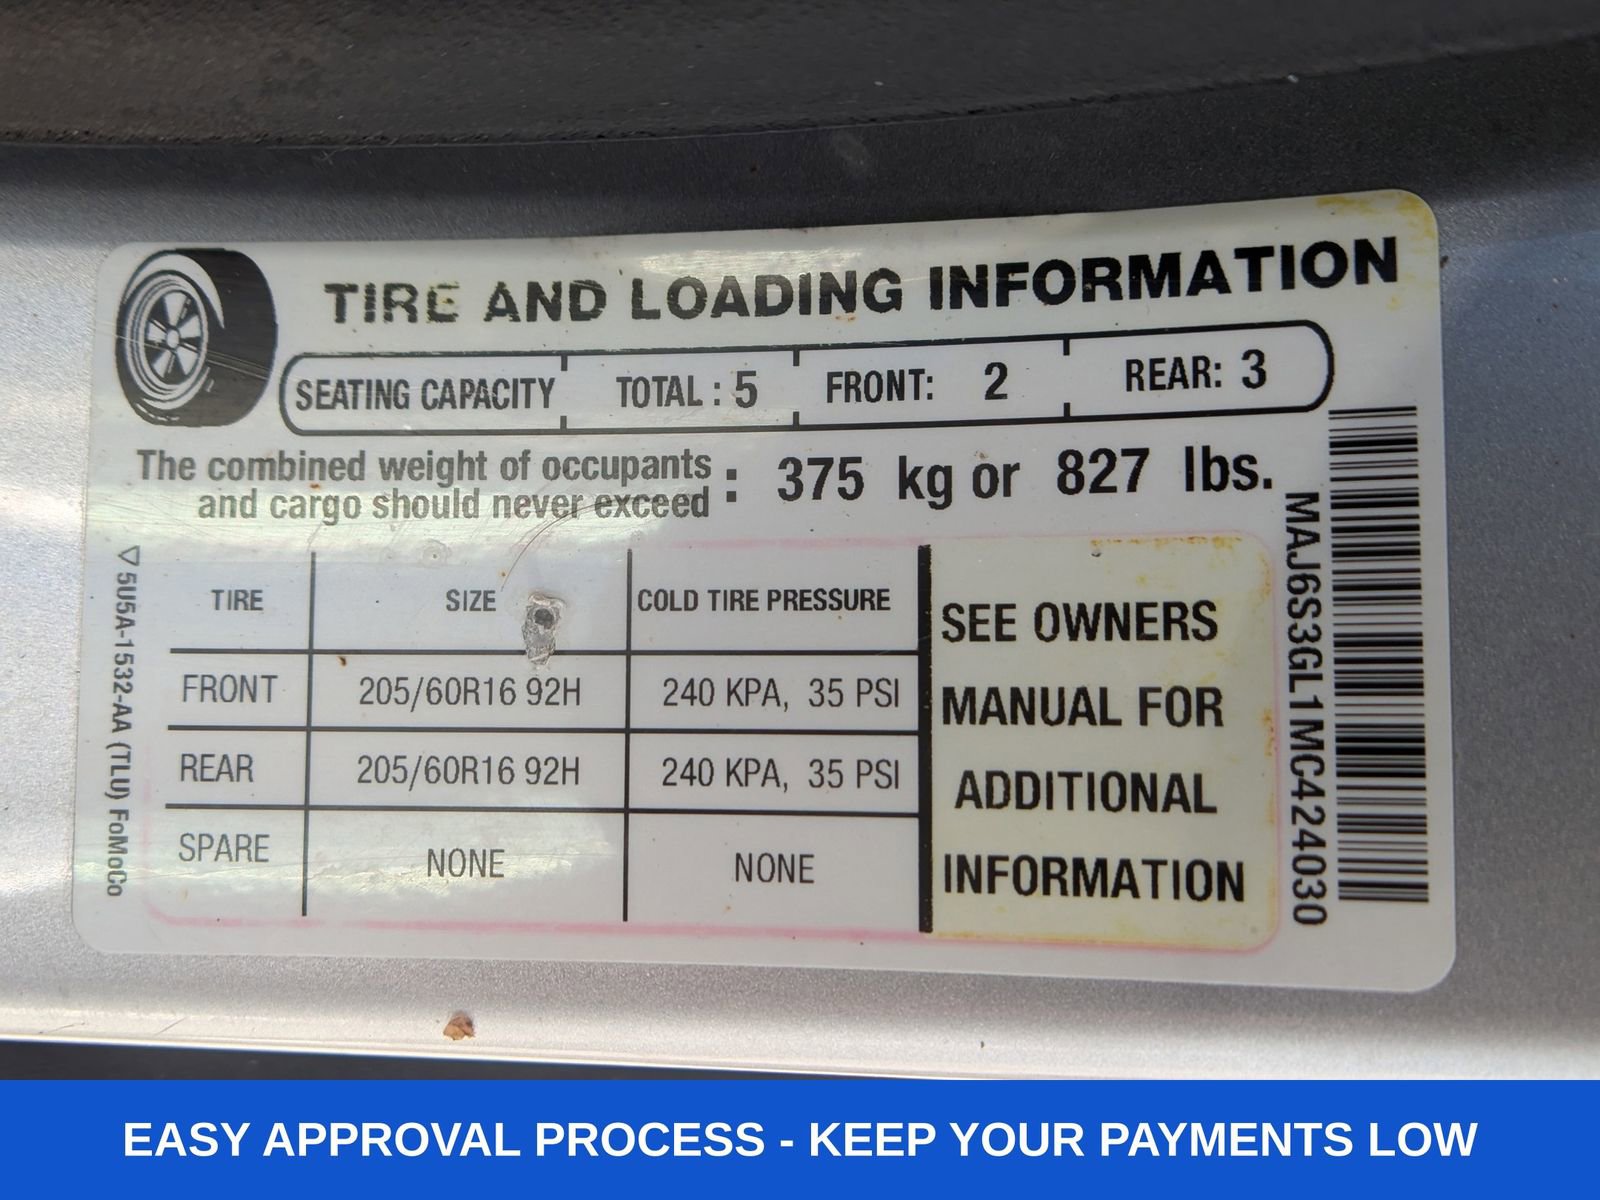 TIRE AND LOADING INFORMATION
SEATING CAPACITY TOTAL : 5 FRONT: 2 REAR: 3
The combined weight of occupants
and cargo should never exceed : 375 kg or 827 lbs.
TIRE SIZE COLD TIRE PRESSURE
FRONT 205/60R16 92H 240 KPA, 35 PSI
REAR 205/60R16 92H 240 KPA, 35 PSI
SPARE NONE NONE
SEE OWNERS
MANUAL FOR
ADDITIONAL
INFORMATION
5U5A-1532-AA (TLU) FoMoCo
MAJ6S3GL1MC424030
EASY APPROVAL PROCESS - KEEP YOUR PAYMENTS LOW